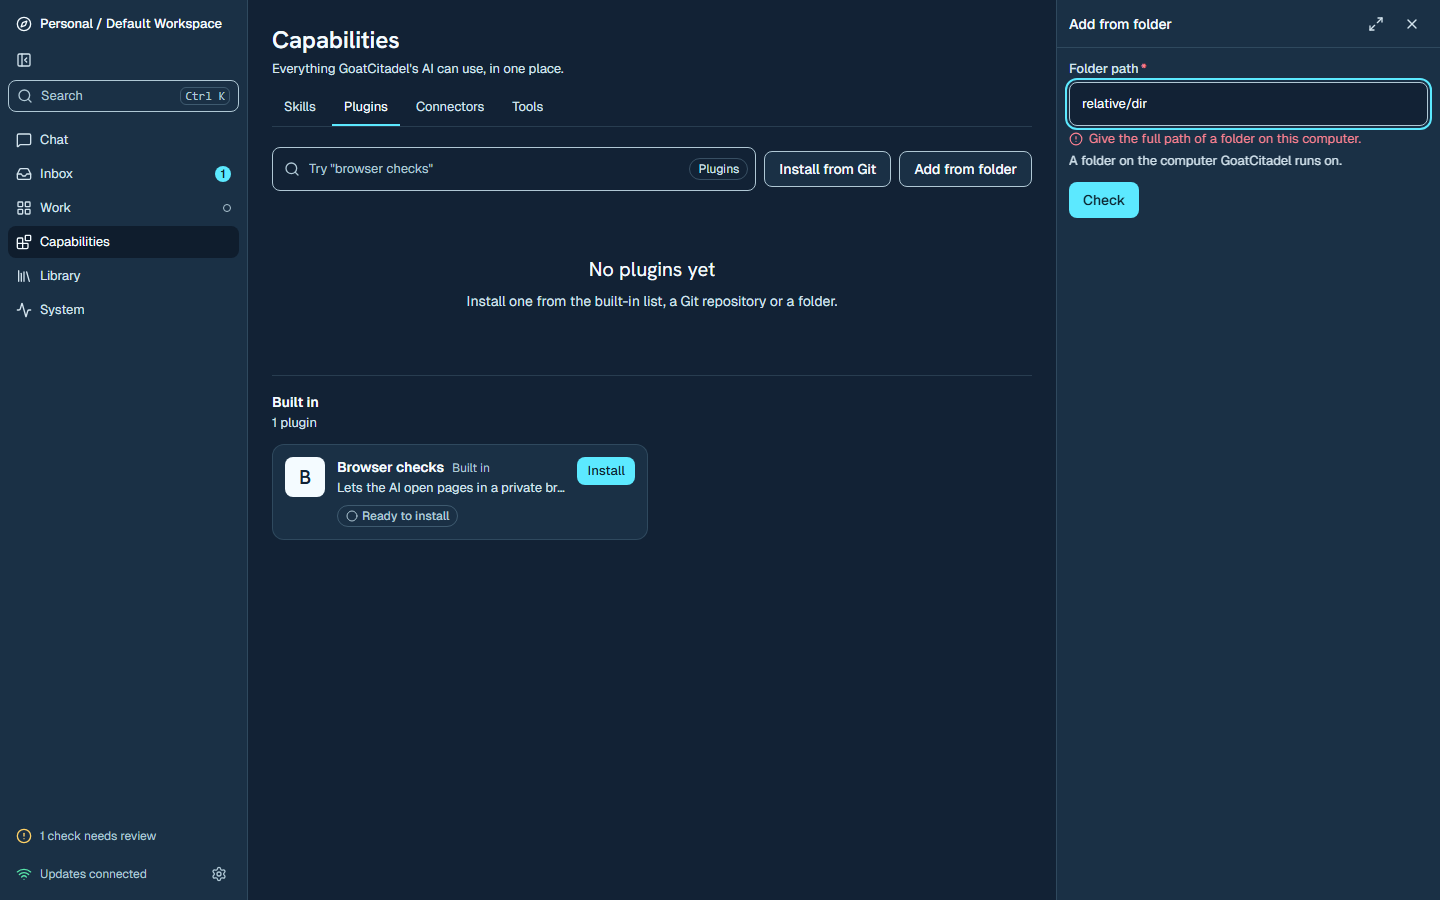 Personal / Default Workspace
Search
Ctrl K
Chat
Inbox
1
Work
Capabilities
Library
System
1 check needs review
Updates connected
Capabilities
Everything GoatCitadel's AI can use, in one place.
Skills
Plugins
Connectors
Tools
Try "browser checks"
Plugins
Install from Git
Add from folder
No plugins yet
Install one from the built-in list, a Git repository or a folder.
Built in
1 plugin
B
Browser checks
Built in
Lets the AI open pages in a private br...
Install
Ready to install
Add from folder
Folder path *
relative/dir
Give the full path of a folder on this computer.
A folder on the computer GoatCitadel runs on.
Check